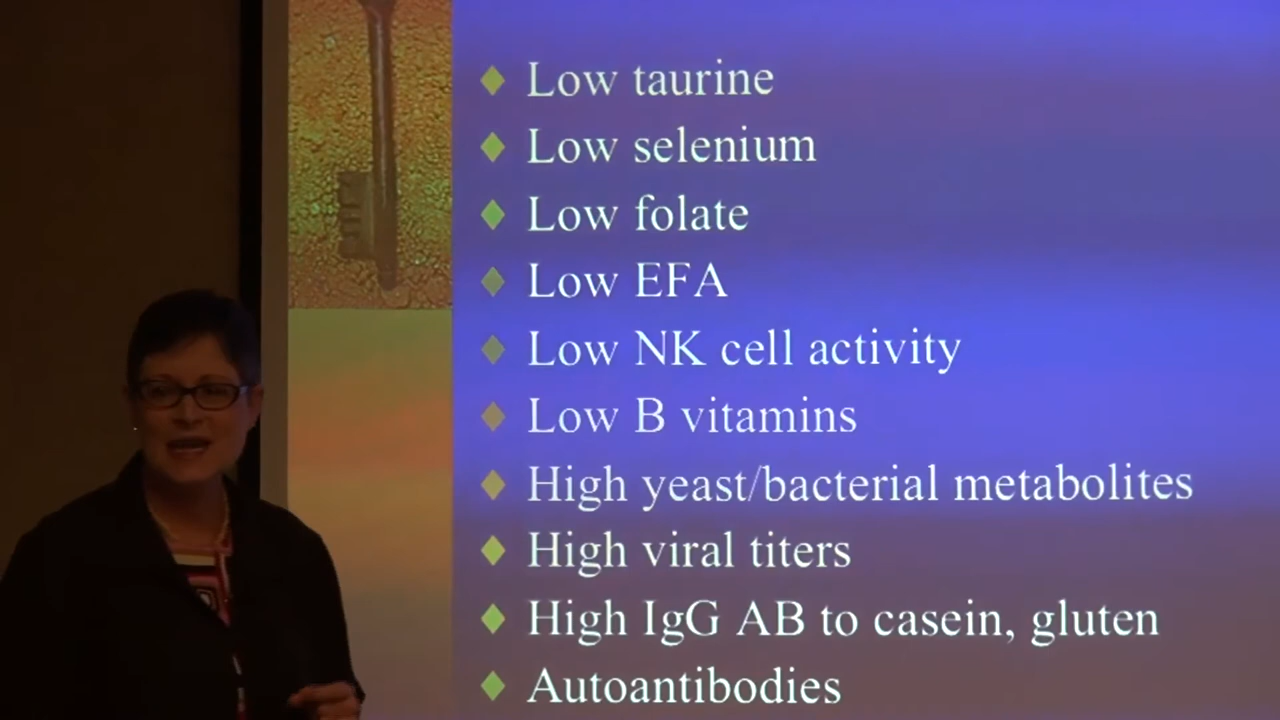 Low taurine
Low selenium
Low folate
Low EFA
Low NK cell activity
Low B vitamins
High yeast/bacterial metabolites
High viral titers
High IgG AB to casein, gluten
Autoantibodies